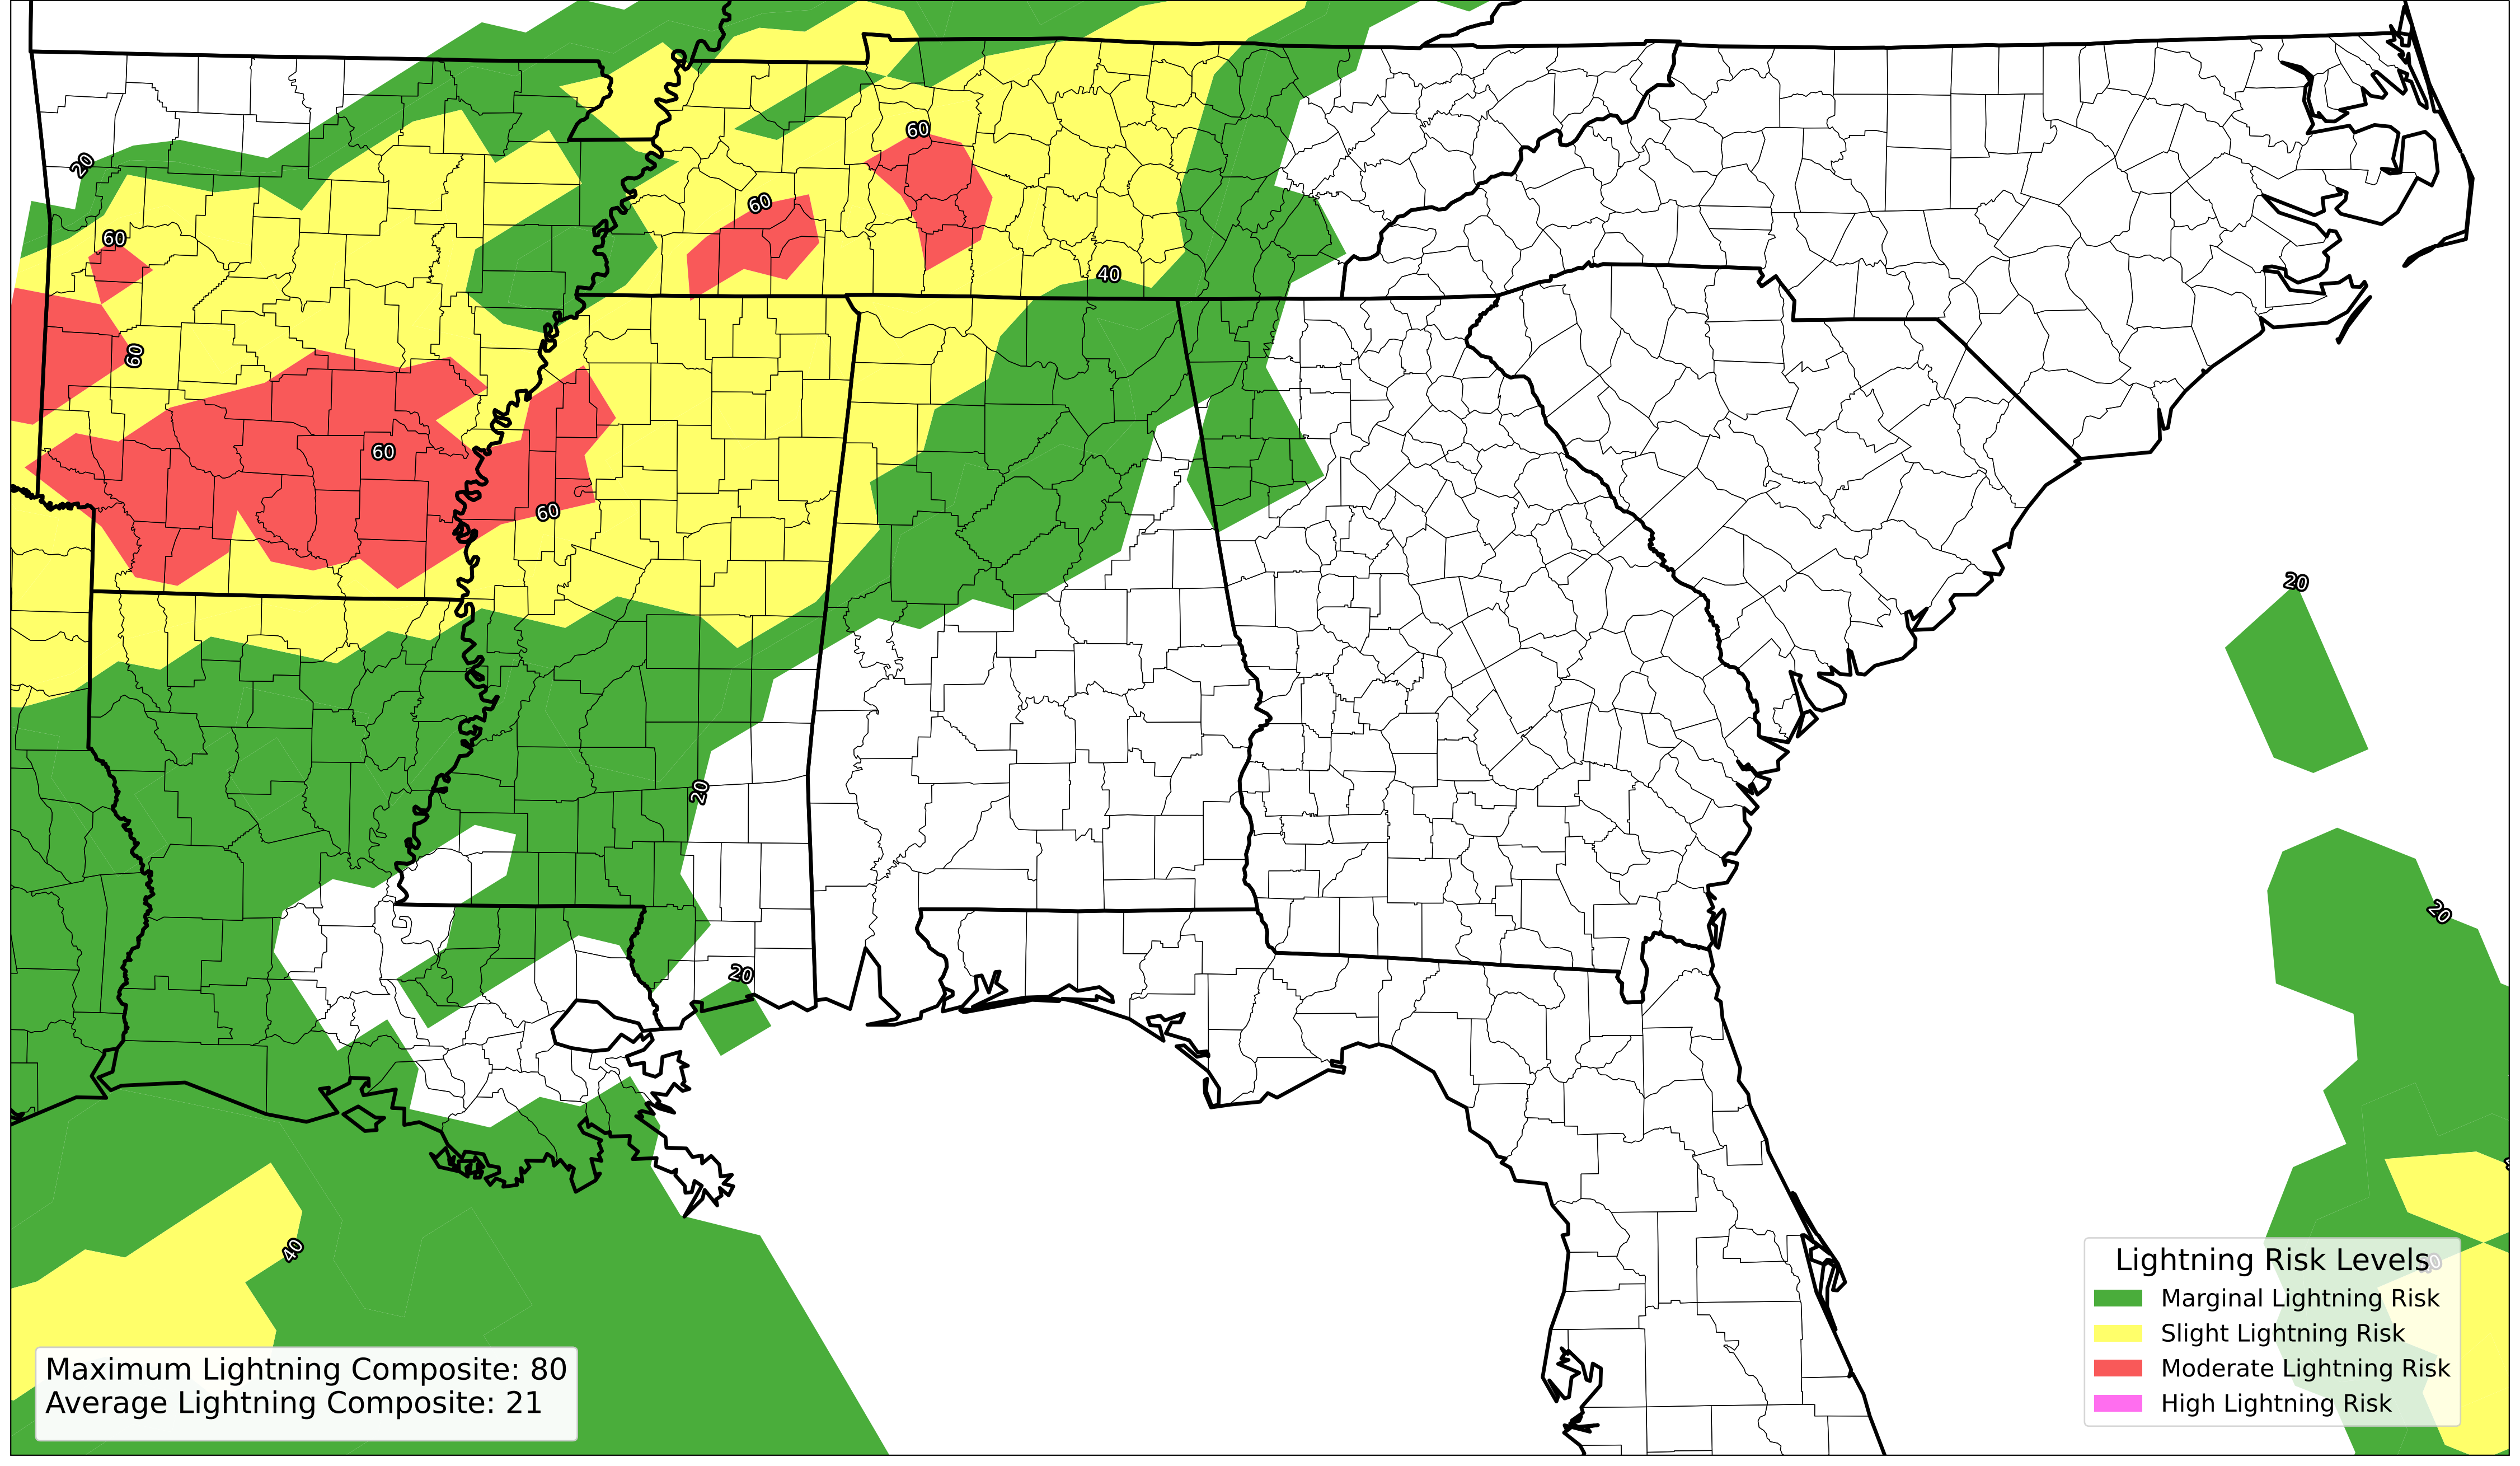 60
20
60
60
40
60
60
60
20
20
20
20
40
40
Maximum Lightning Composite: 80
Average Lightning Composite: 21
Lightning Risk Levels
Marginal Lightning Risk
Slight Lightning Risk
Moderate Lightning Risk
High Lightning Risk